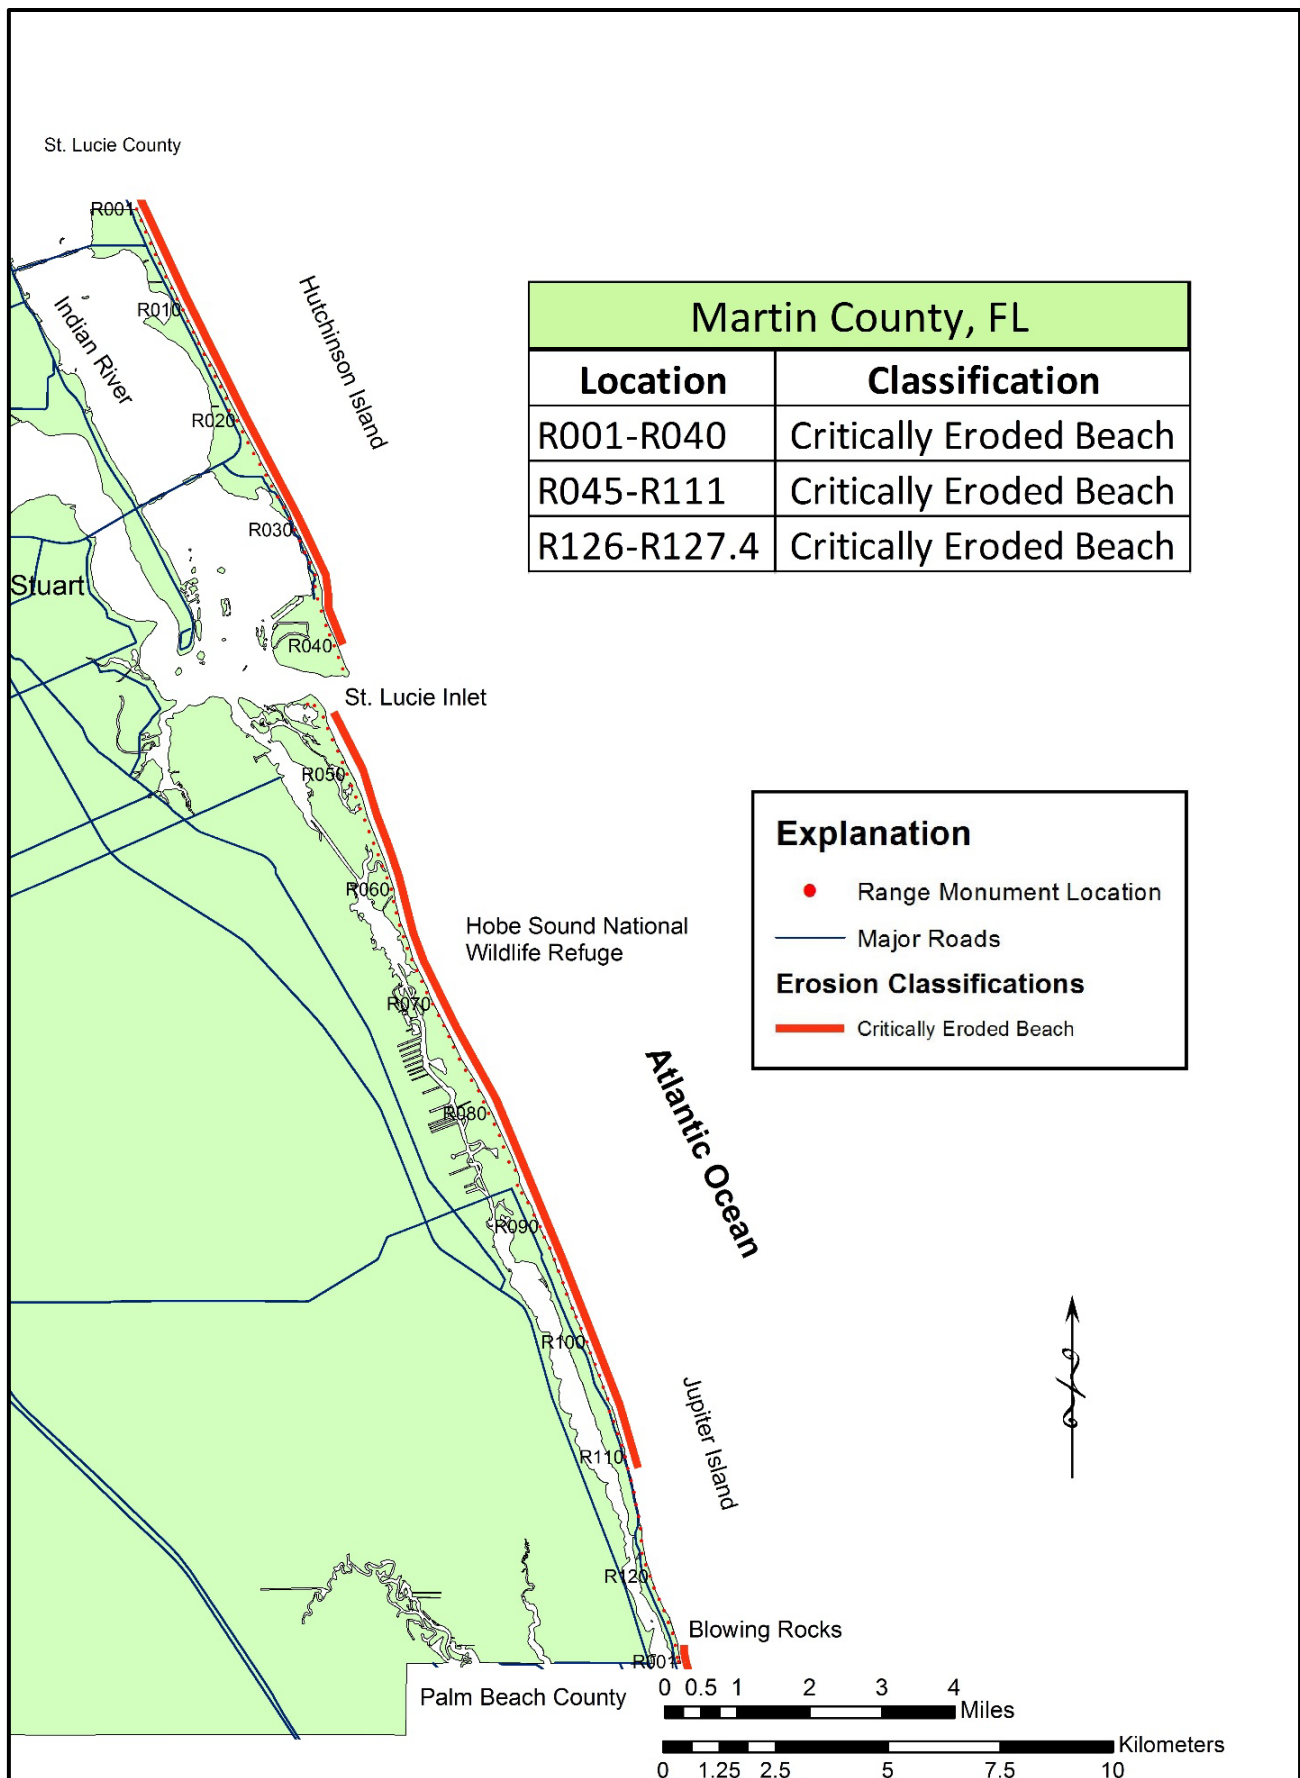 St. Lucie County
R001
R010
Indian River
Hutchinson Island
Martin County, FL
Location Classification
R001-R040 Critically Eroded Beach
R045-R111 Critically Eroded Beach
R126-R127.4 Critically Eroded Beach
R020
R030
Stuart
R040
St. Lucie Inlet
R050
R060
Hobe Sound National
Wildlife Refuge
R070
R080
R090
Explanation
Range Monument Location
Major Roads
Erosion Classifications
Critically Eroded Beach
Atlantic Ocean
R100
R110
Jupiter Island
R120
Blowing Rocks
R001
Palm Beach County
0 0.5 1 2 3 4
Miles
Kilometers
0 1.25 2.5 5 7.5 10